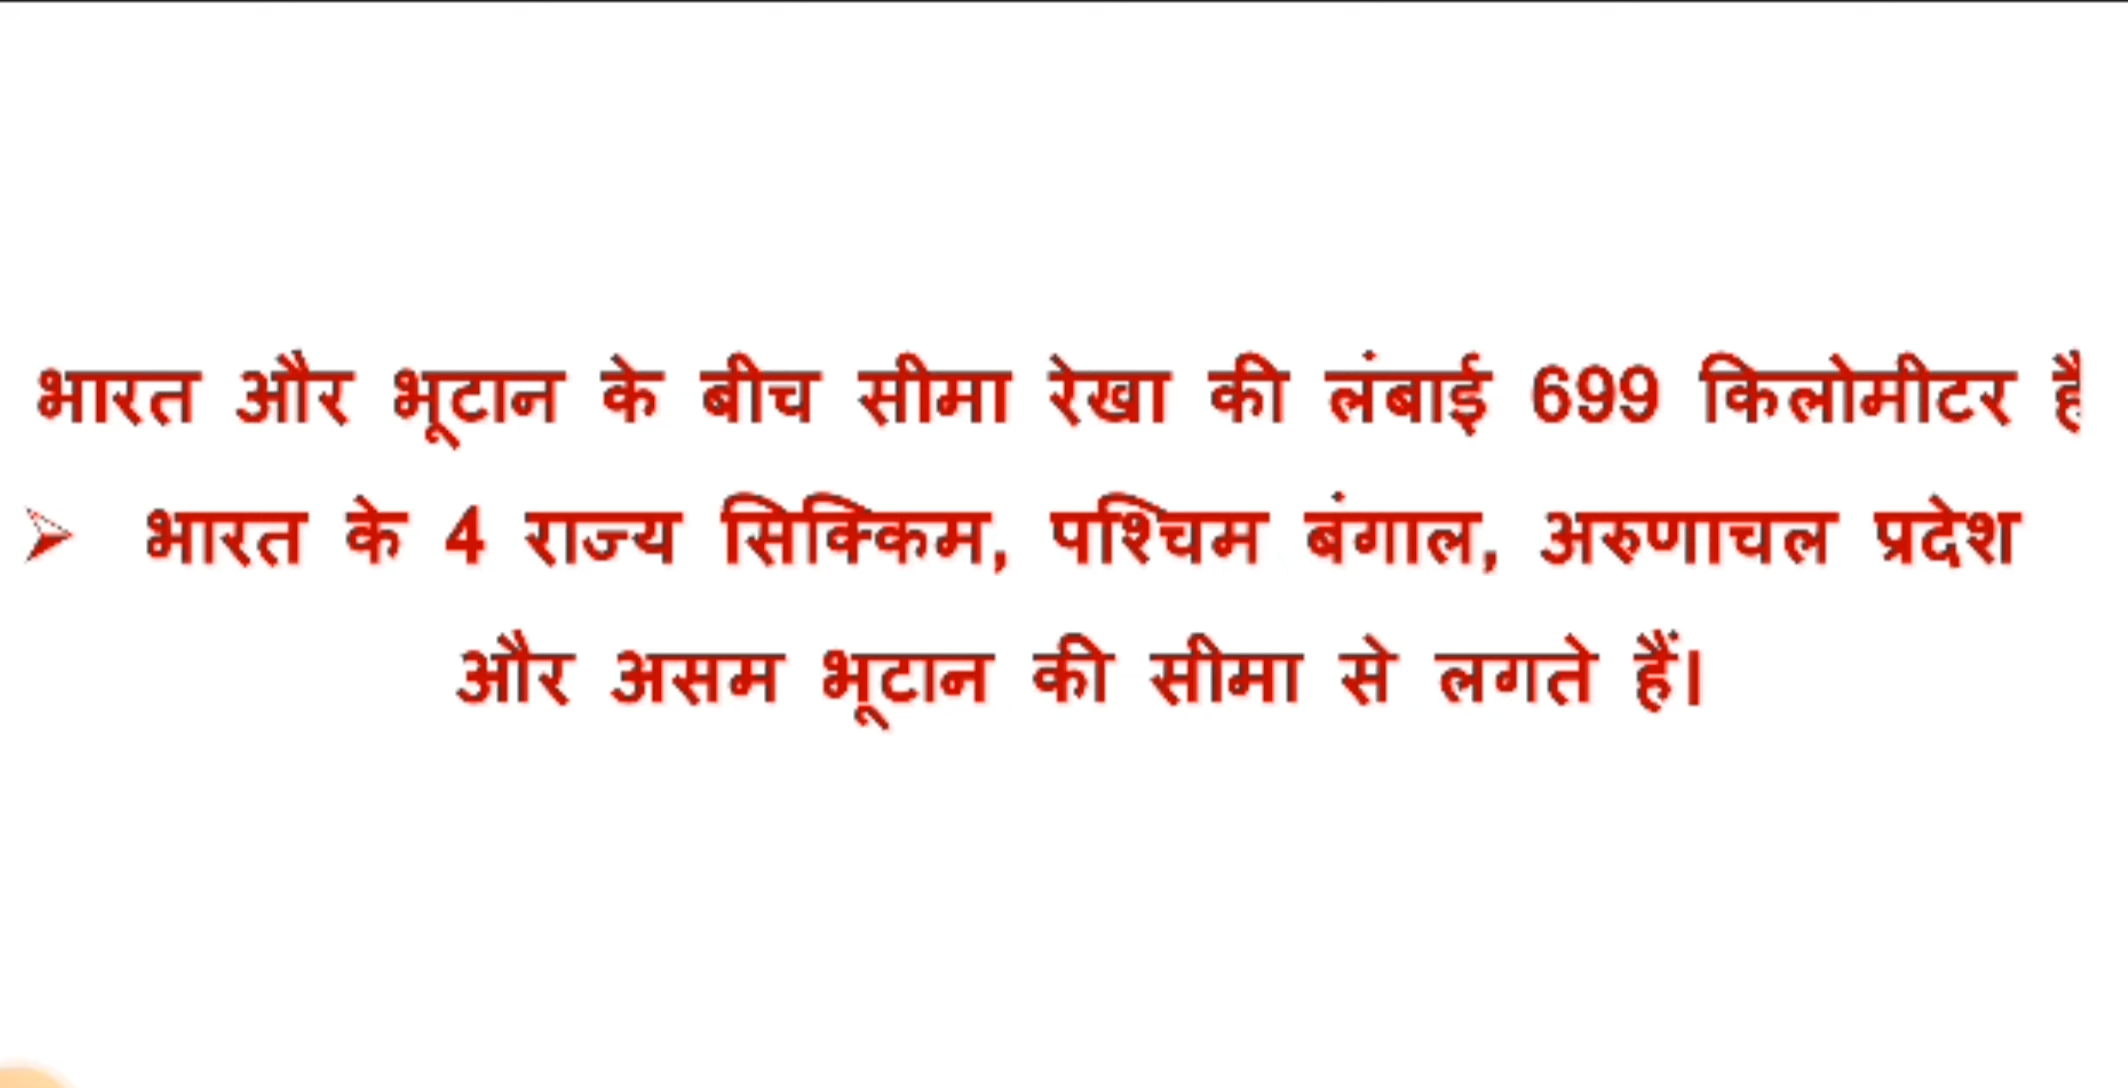 भारत और भूटान के बीच सीमा रेखा की लंबाई 699 किलोमीटर है
➢ भारत के 4 राज्य सिक्किम, पश्चिम बंगाल, अरुणाचल प्रदेश
और असम भूटान की सीमा से लगते हैं।